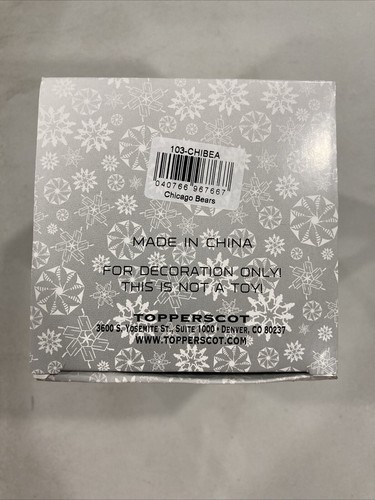 103-CHIBEA
040766 967667
Chicago Bears
MADE IN CHINA
FOR DECORATION ONLY!
THIS IS NOT A TOY!
TOPPERSCOT
3600 S. YOSEMITE ST., SUITE 1000 • DENVER, CO 80237
WWW.TOPPERSCOT.COM